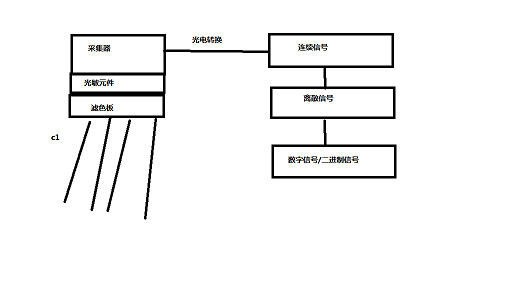 采集器
光电转换
连续信号
光敏元件
离散信号
滤色板
c1
数字信号/二进制信号